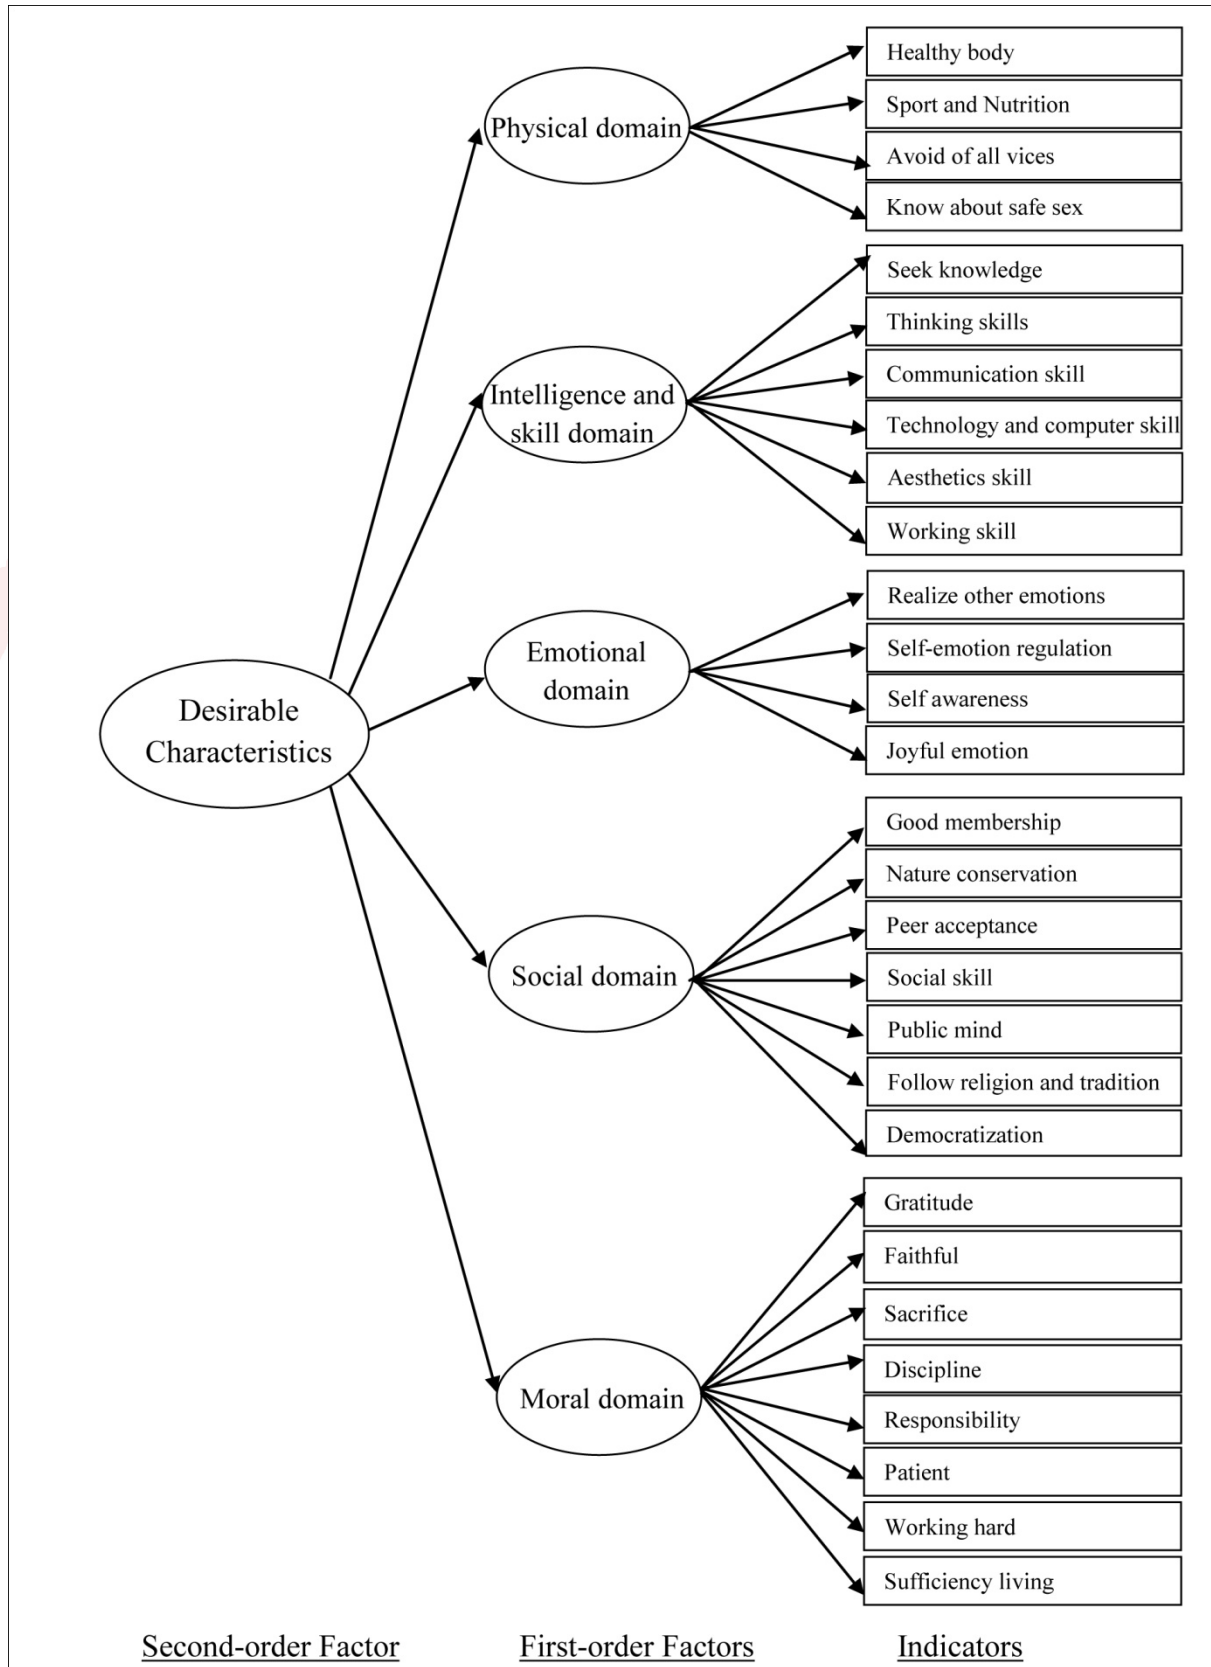 Healthy body
Sport and Nutrition
Physical domain
Avoid of all vices
Know about safe sex
Seek knowledge
Thinking skills
Communication skill
Intelligence and
skill domain
Technology and computer skill
Aesthetics skill
Working skill
Realize other emotions
Self-emotion regulation
Emotional
domain
Self awareness
Joyful emotion
Desirable
Characteristics
Good membership
Nature conservation
Peer acceptance
Social domain
Social skill
Public mind
Follow religion and tradition
Democratization
Gratitude
Faithful
Sacrifice
Discipline
Moral domain
Responsibility
Patient
Working hard
Sufficiency living
Second-order Factor
First-order Factors
Indicators